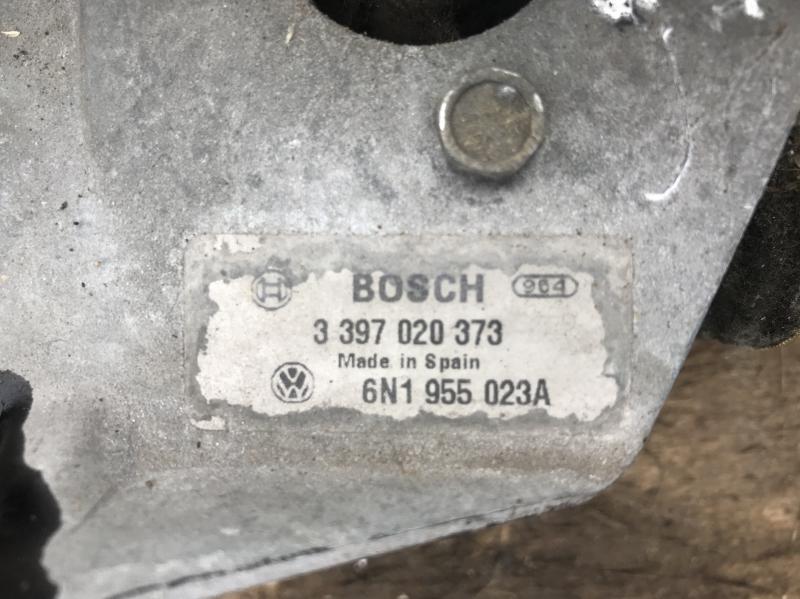 BOSCH 964
3 397 020 373
Made in Spain
6N1 955 023A